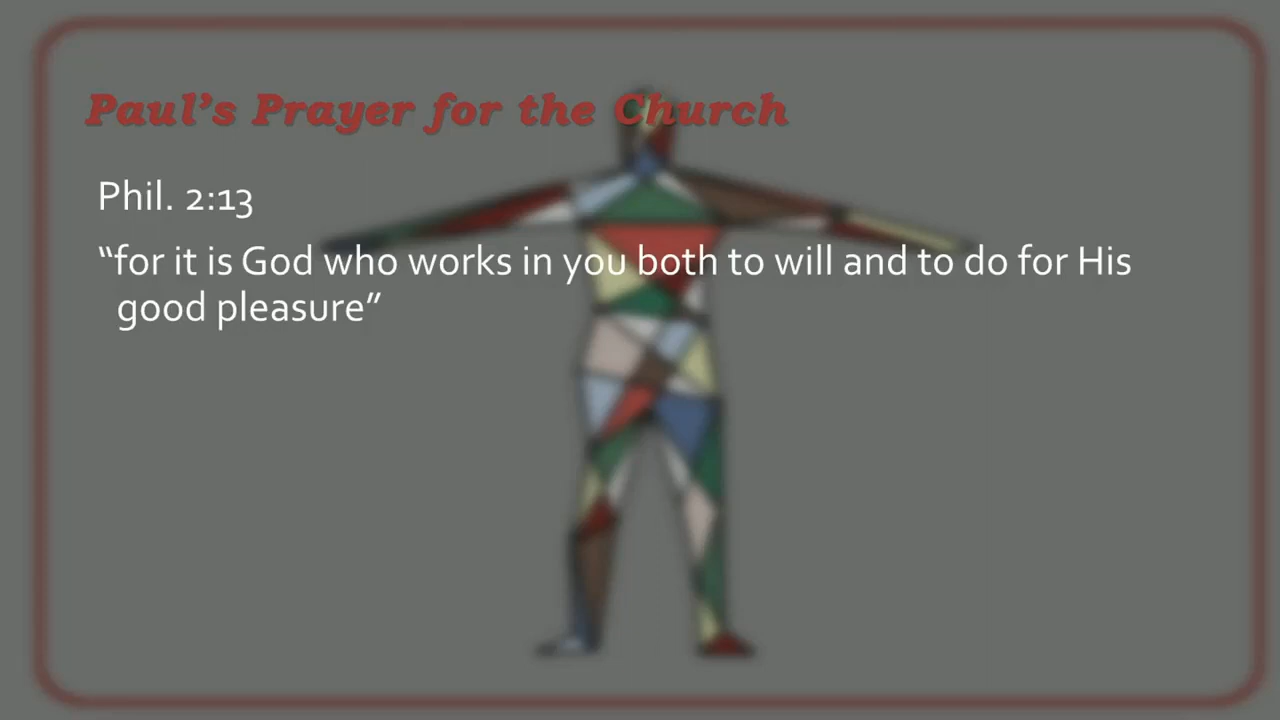 Paul’s Prayer for the Church
Phil. 2:13
“for it is God who works in you both to will and to do for His
good pleasure”